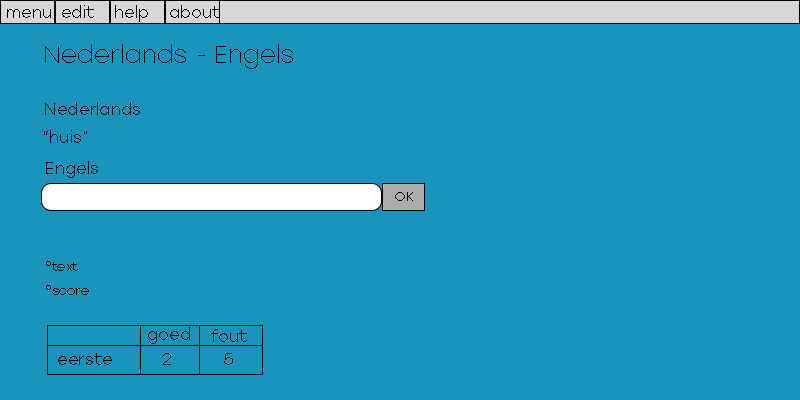 menu edit help about
Nederlands - Engels
Nederlands
"huis"
Engels
OK
°text
°score
goed fout
eerste 2 5